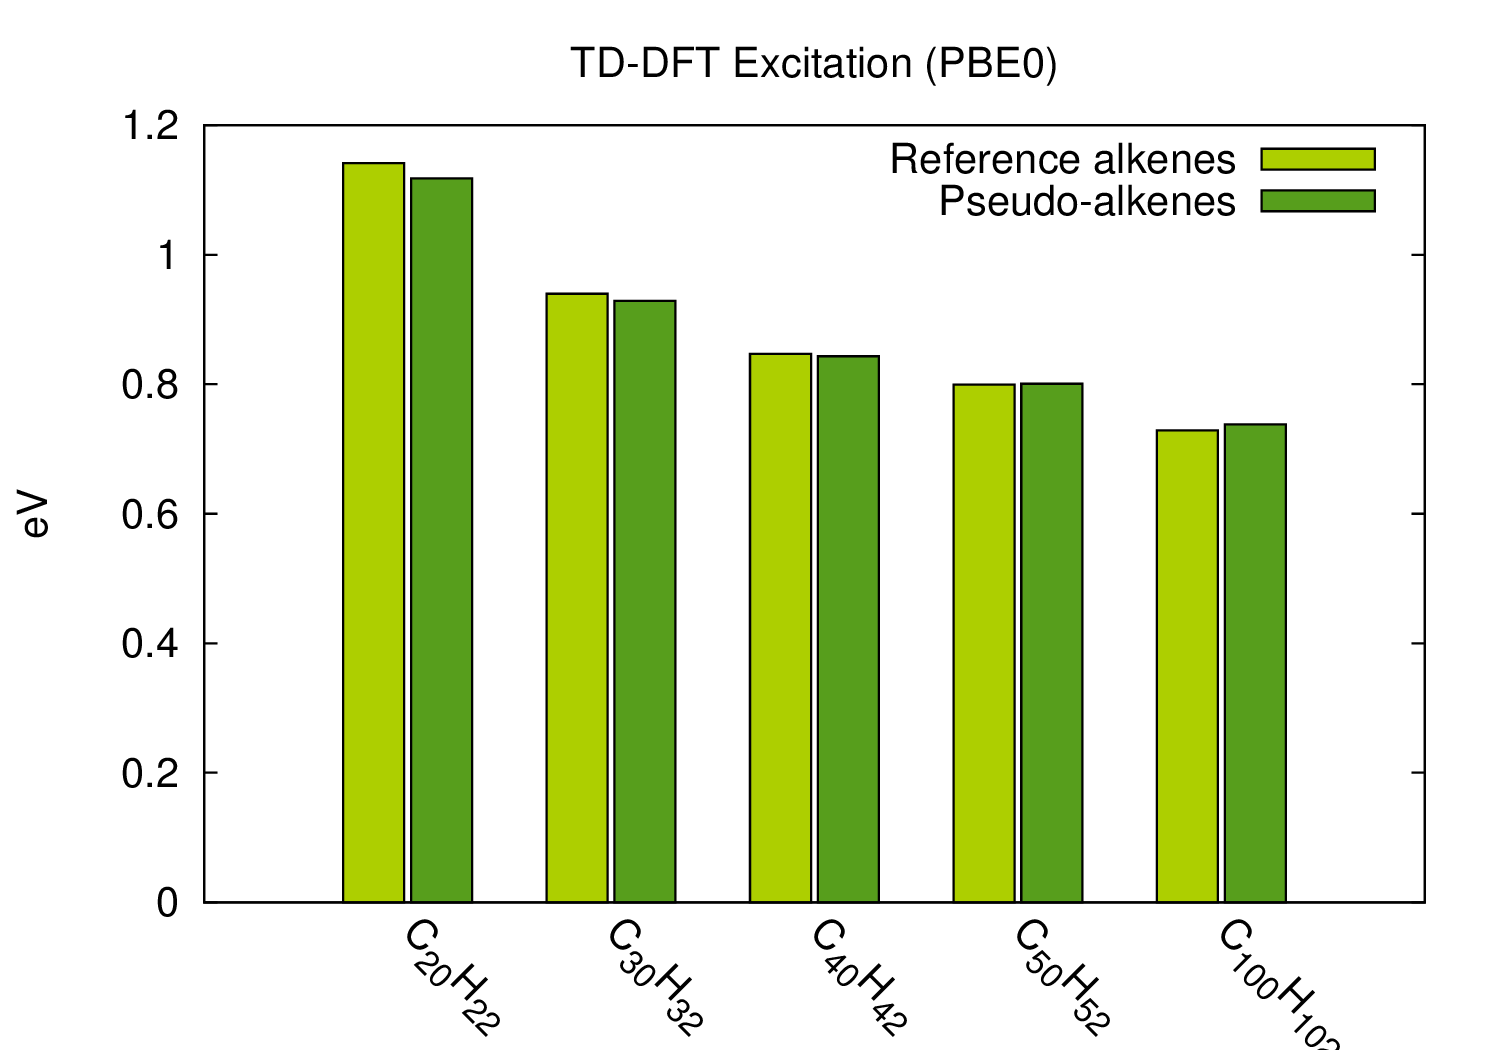 TD-DFT Excitation (PBE0)
1.2
1
0.8
0.6
0.4
0.2
0
eV
Reference alkenes
Pseudo-alkenes
C₂₀H₂₂
C₃₀H₃₂
C₄₀H₄₂
C₅₀H₅₂
C₁₀₀H₁₀₂